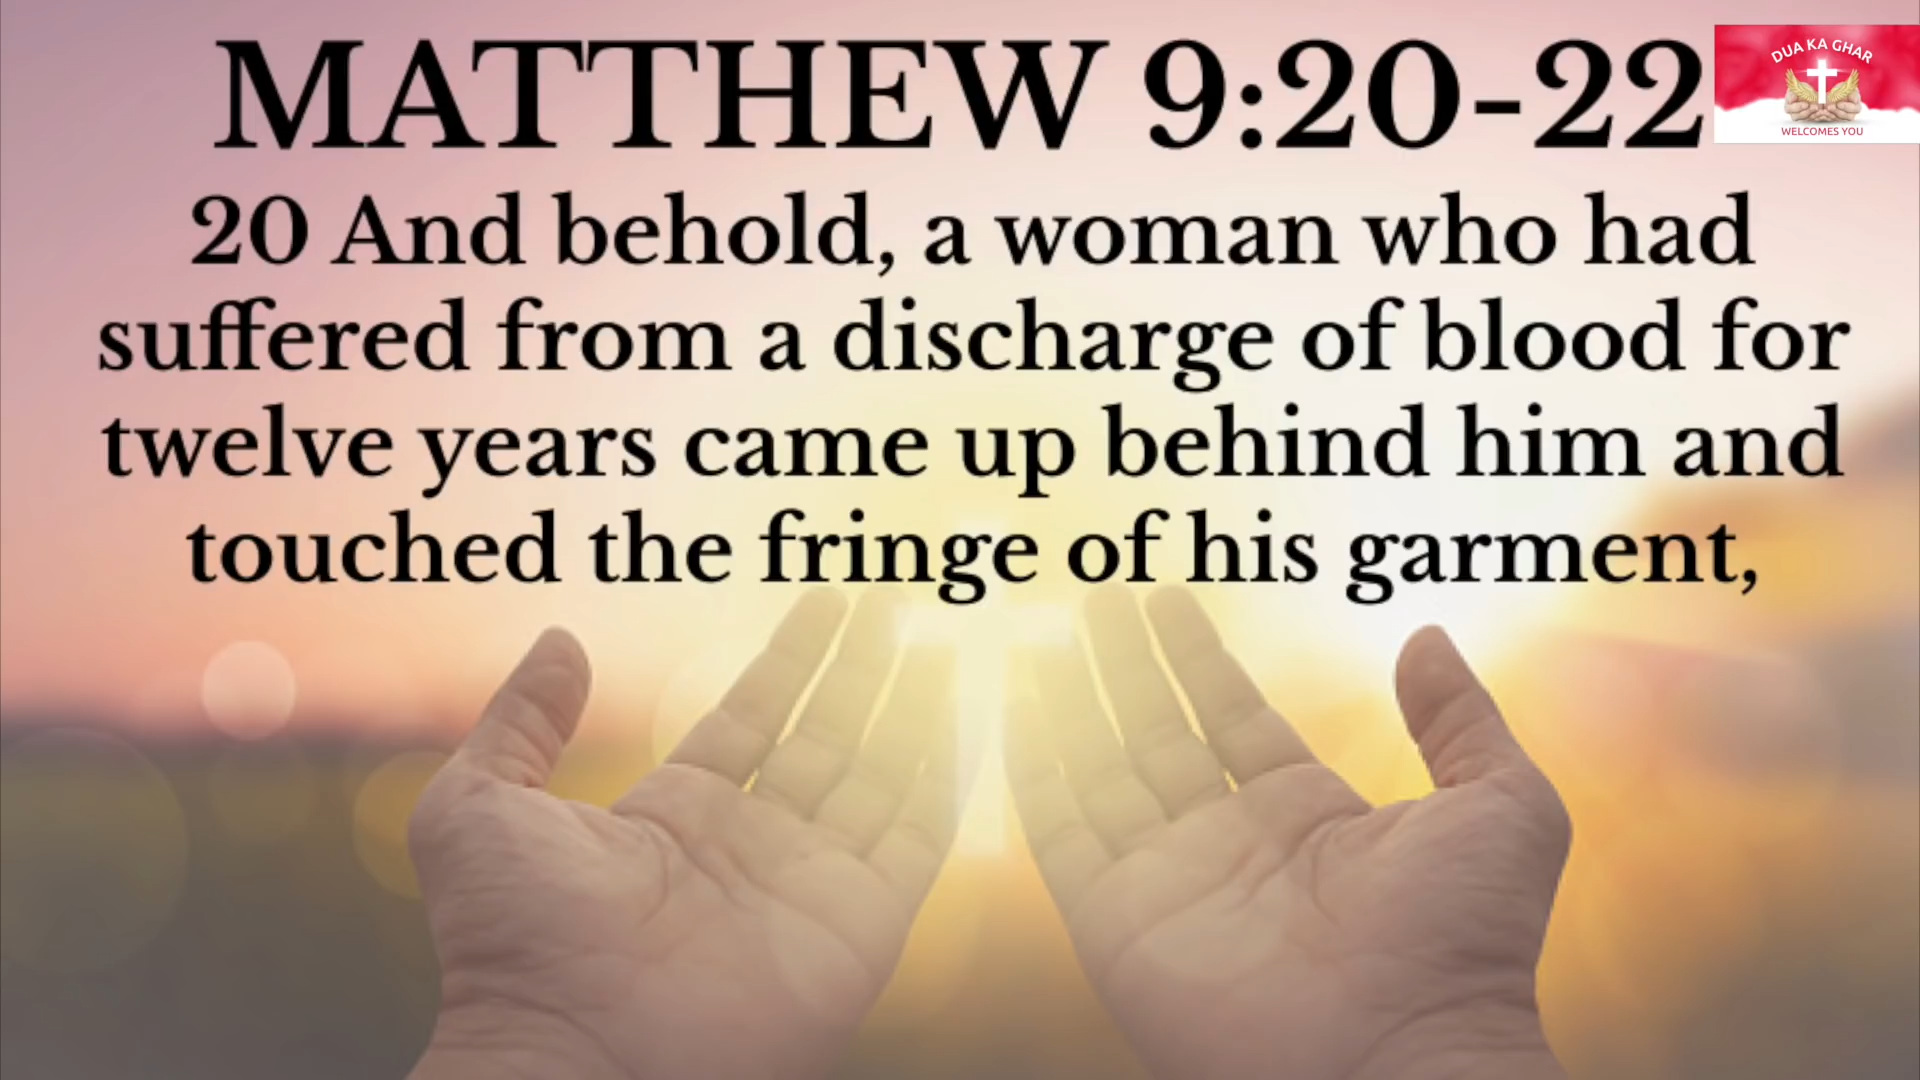 MATTHEW 9:20-22
DUA KA GHAR
WELCOMES YOU
20 And behold, a woman who had
suffered from a discharge of blood for
twelve years came up behind him and
touched the fringe of his garment,